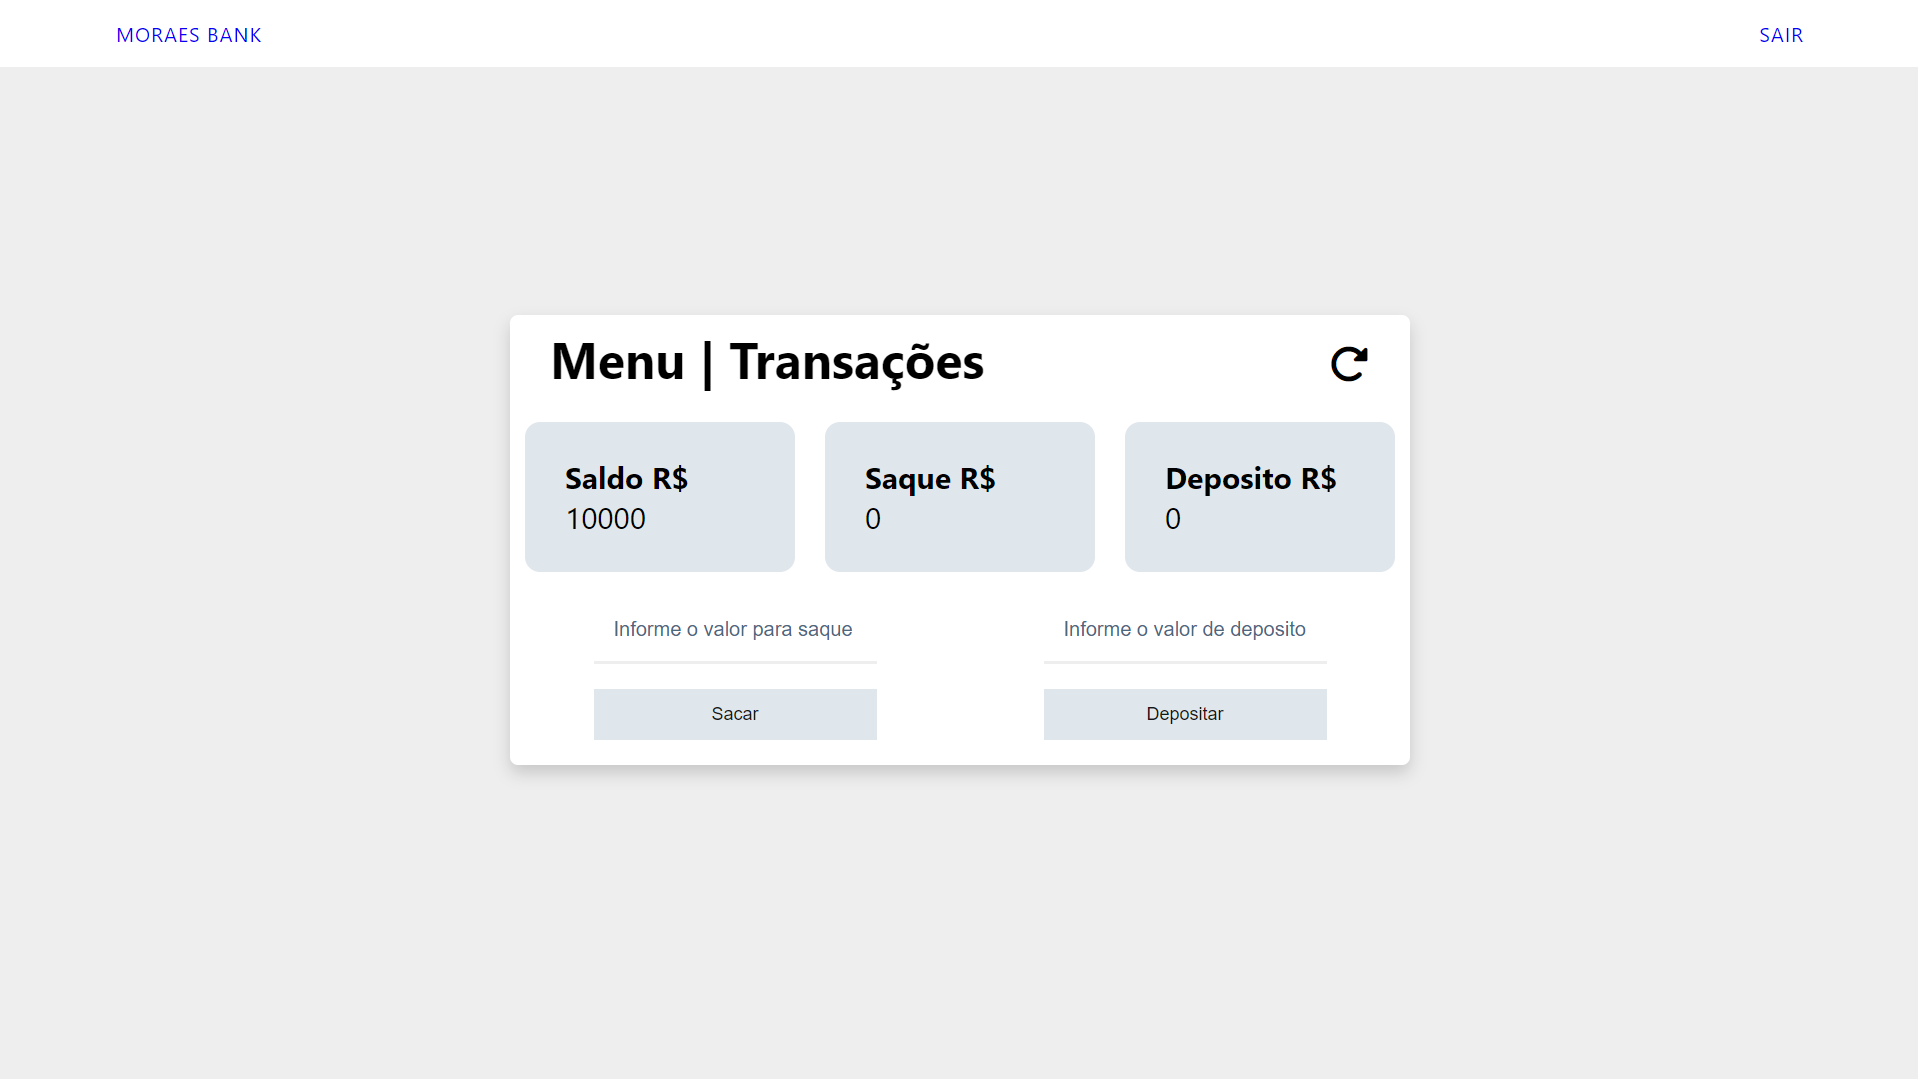 MORAES BANK
SAIR
Menu | Transações
Saldo R$
10000
Saque R$
0
Deposito R$
0
Informe o valor para saque
Informe o valor de deposito
Sacar
Depositar